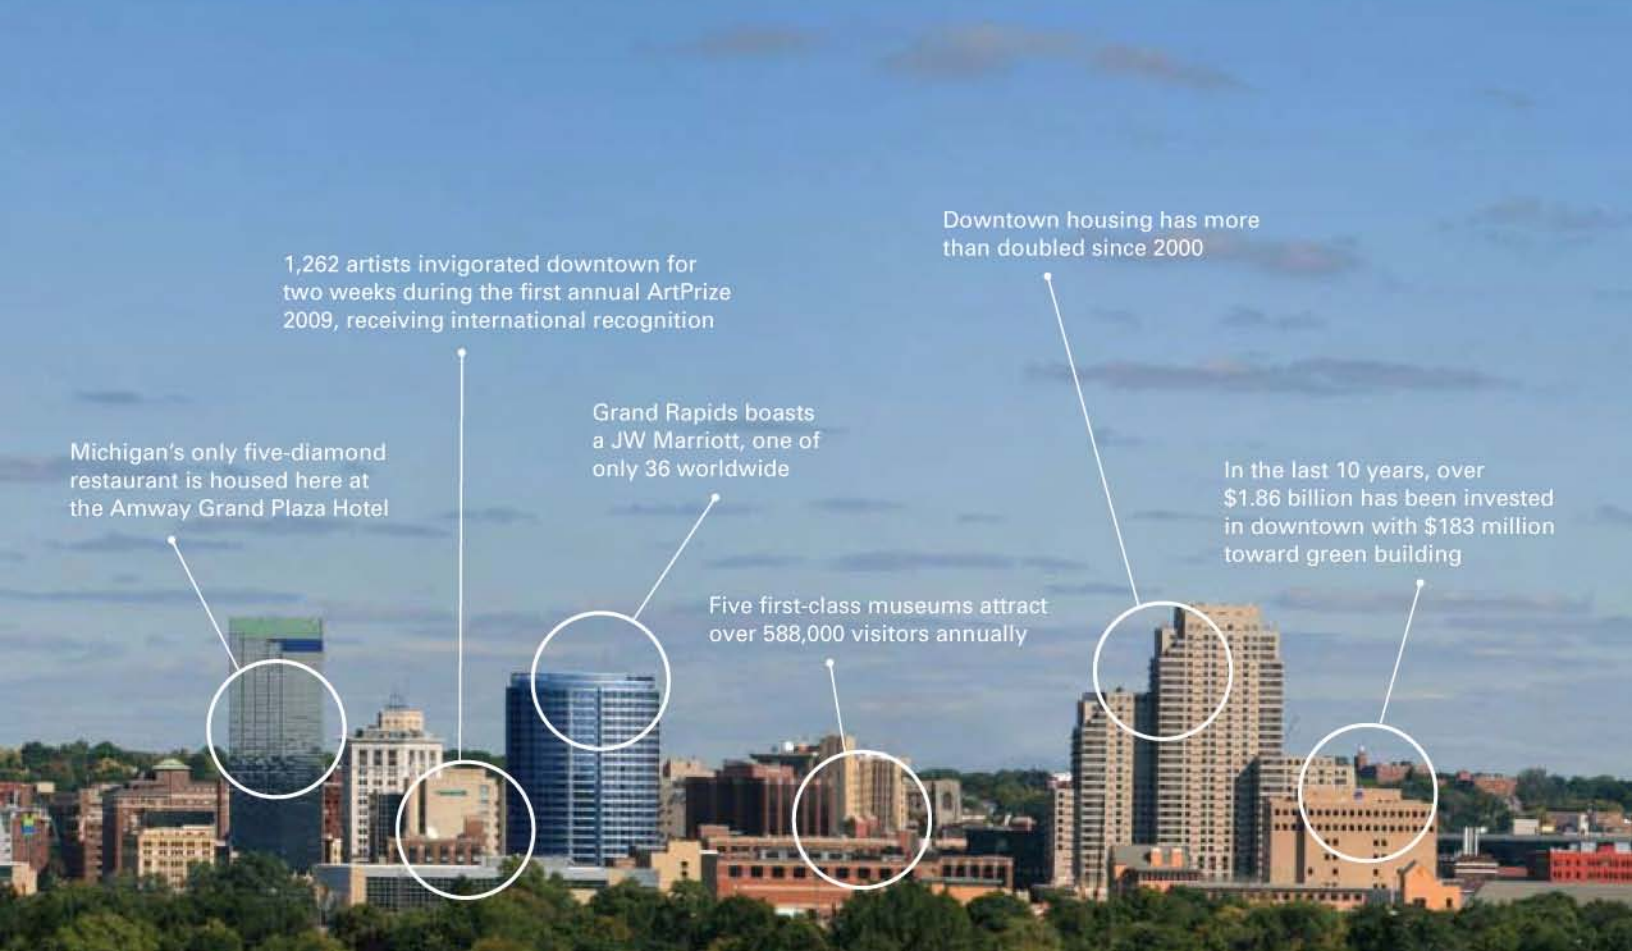 Downtown housing has more
than doubled since 2000
1,262 artists invigorated downtown for
two weeks during the first annual ArtPrize
2009, receiving international recognition
Grand Rapids boasts
a JW Marriott, one of
only 36 worldwide
Michigan's only five-diamond
restaurant is housed here at
the Amway Grand Plaza Hotel
In the last 10 years, over
$1.86 billion has been invested
in downtown with $183 million
toward green building
Five first-class museums attract
over 588,000 visitors annually